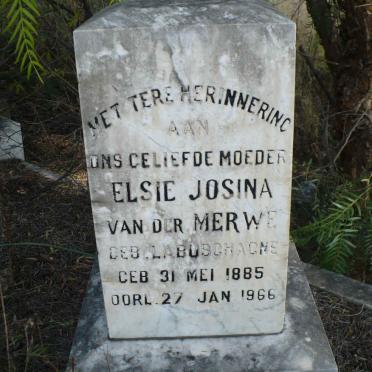 MET TERE HERINNERING
AAN
ONS GELIEFDE MOEDER
ELSIE JOSINA
VAN DER MERWE
GEB. LABUSCHAGNE
GEB 31 MEI 1885
OORL. 27 JAN 1966